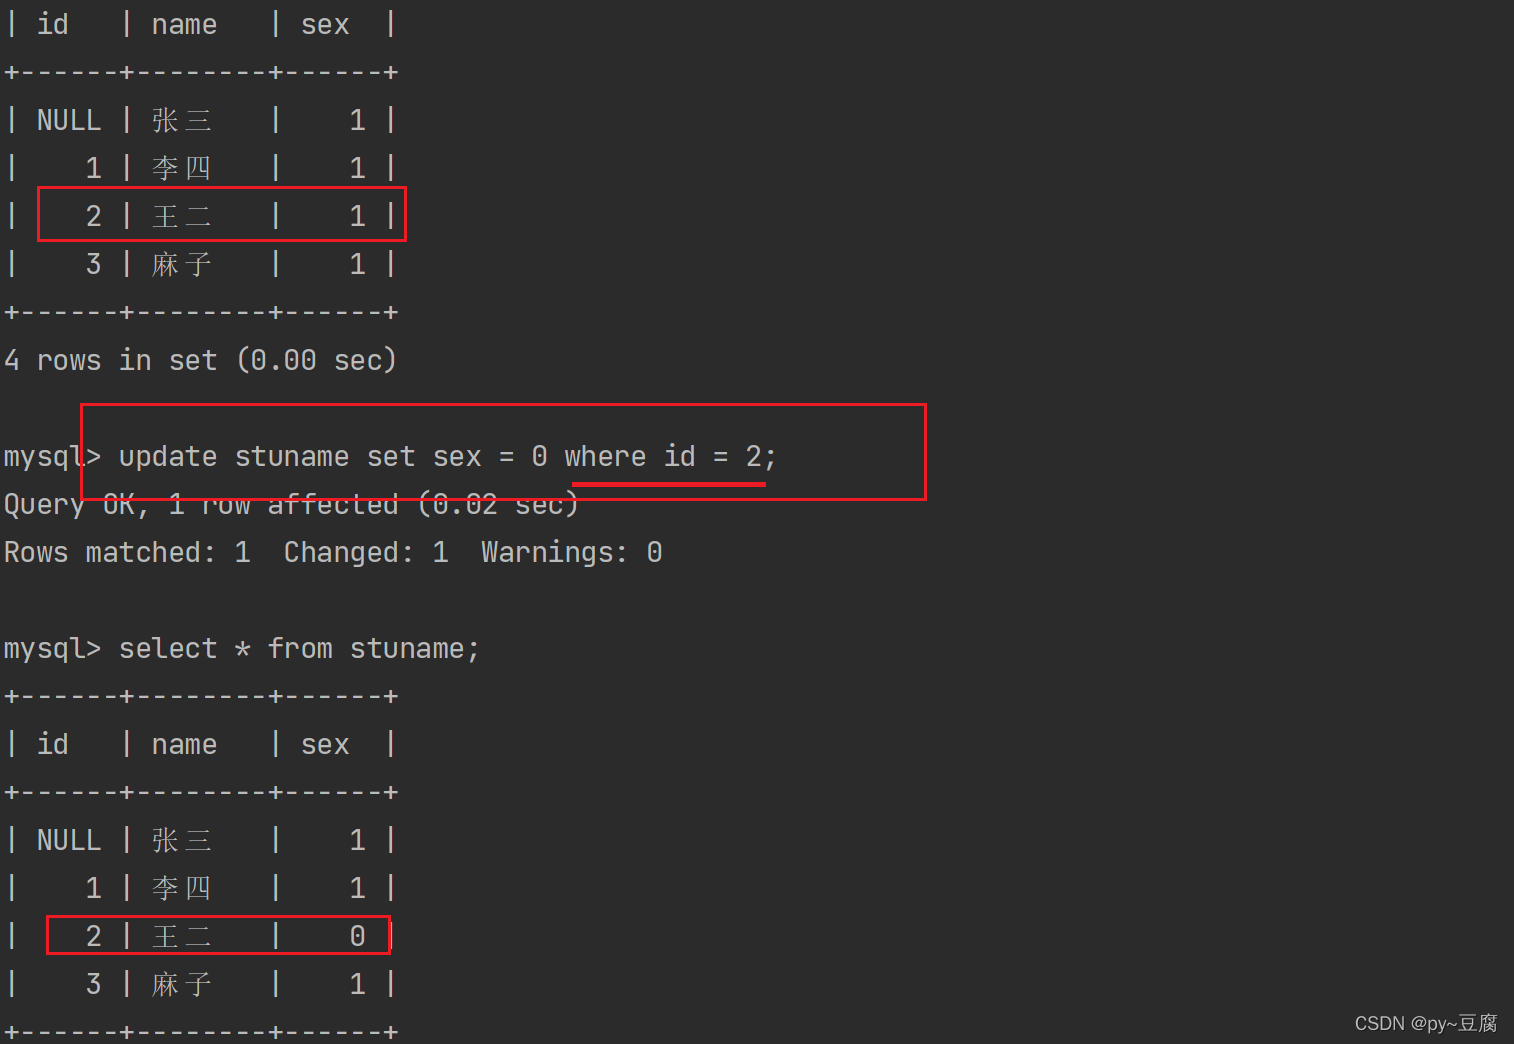 | id   | name   | sex  |
+------+--------+------+
| NULL | 张三   |    1 |
|    1 | 李四   |    1 |
|    2 | 王二   |    1 |
|    3 | 麻子   |    1 |
+------+--------+------+
4 rows in set (0.00 sec)
mysql> update stuname set sex = 0 where id = 2;
Query OK, 1 row affected (0.02 sec)
Rows matched: 1  Changed: 1  Warnings: 0
mysql> select * from stuname;
+------+--------+------+
| id   | name   | sex  |
+------+--------+------+
| NULL | 张三   |    1 |
|    1 | 李四   |    1 |
|    2 | 王二   |    0 |
|    3 | 麻子   |    1 |
+------+--------+------+
CSDN @py~豆腐